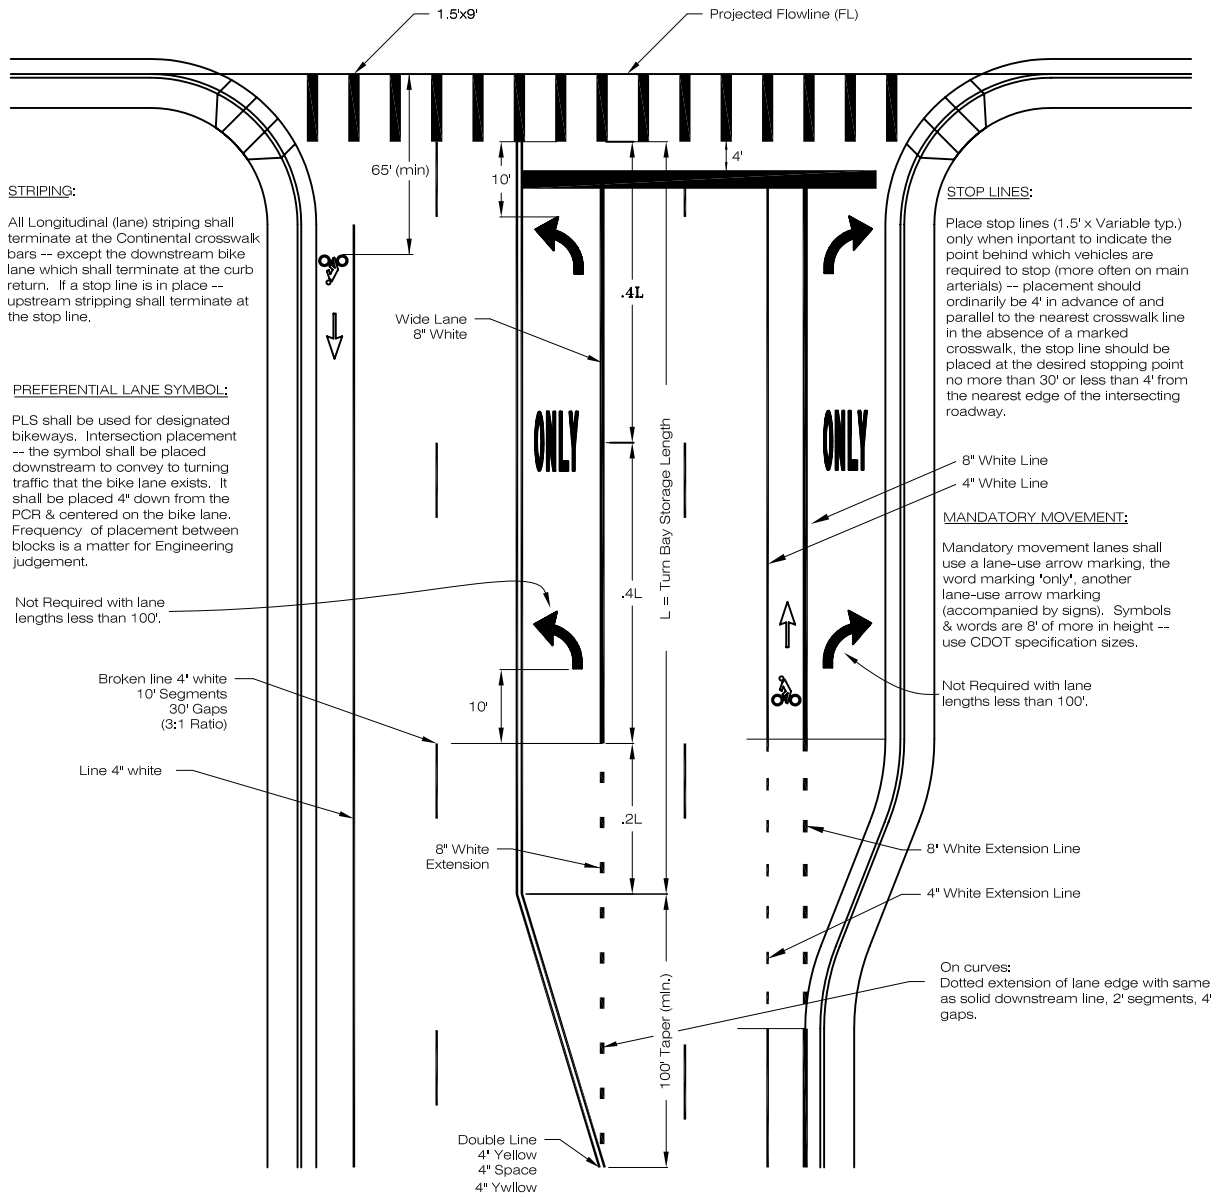 1.5'x9'
Projected Flowline (FL)
65' (min)
10'
4'
STRIPING:
All Longitudinal (lane) striping shall
terminate at the Continental crosswalk
bars -- except the downstream bike
lane which shall terminate at the curb
return. If a stop line is in place --
upstream stripping shall terminate at
the stop line.
PREFERENTIAL LANE SYMBOL:
PLS shall be used for designated
bikeways. Intersection placement
-- the symbol shall be placed
downstream to convey to turning
traffic that the bike lane exists. It
shall be placed 4" down from the
PCR & centered on the bike lane.
Frequency of placement between
blocks is a matter for Engineering
judgement.
Not Required with lane
lengths less than 100'.
Broken line 4' white
10' Segments
30' Gaps
(3:1 Ratio)
Line 4" white
Wide Lane
8" White
.4L
ONLY
ONLY
L = Turn Bay Storage Length
.4L
10'
.2L
8" White
Extension
100' Taper (min.)
Double Line
4' Yellow
4" Space
4" Ywllow
STOP LINES:
Place stop lines (1.5' x Variable typ.)
only when inportant to indicate the
point behind which vehicles are
required to stop (more often on main
arterials) -- placement should
ordinarily be 4' in advance of and
parallel to the nearest crosswalk line
in the absence of a marked
crosswalk, the stop line should be
placed at the desired stopping point
no more than 30' or less than 4' from
the nearest edge of the intersecting
roadway.
8" White Line
4" White Line
MANDATORY MOVEMENT:
Mandatory movement lanes shall
use a lane-use arrow marking, the
word marking 'only', another
lane-use arrow marking
(accompanied by signs). Symbols
& words are 8' of more in height --
use CDOT specification sizes.
Not Required with lane
lengths less than 100'.
8' White Extension Line
4" White Extension Line
On curves:
Dotted extension of lane edge with same
as solid downstream line, 2' segments, 4'
gaps.